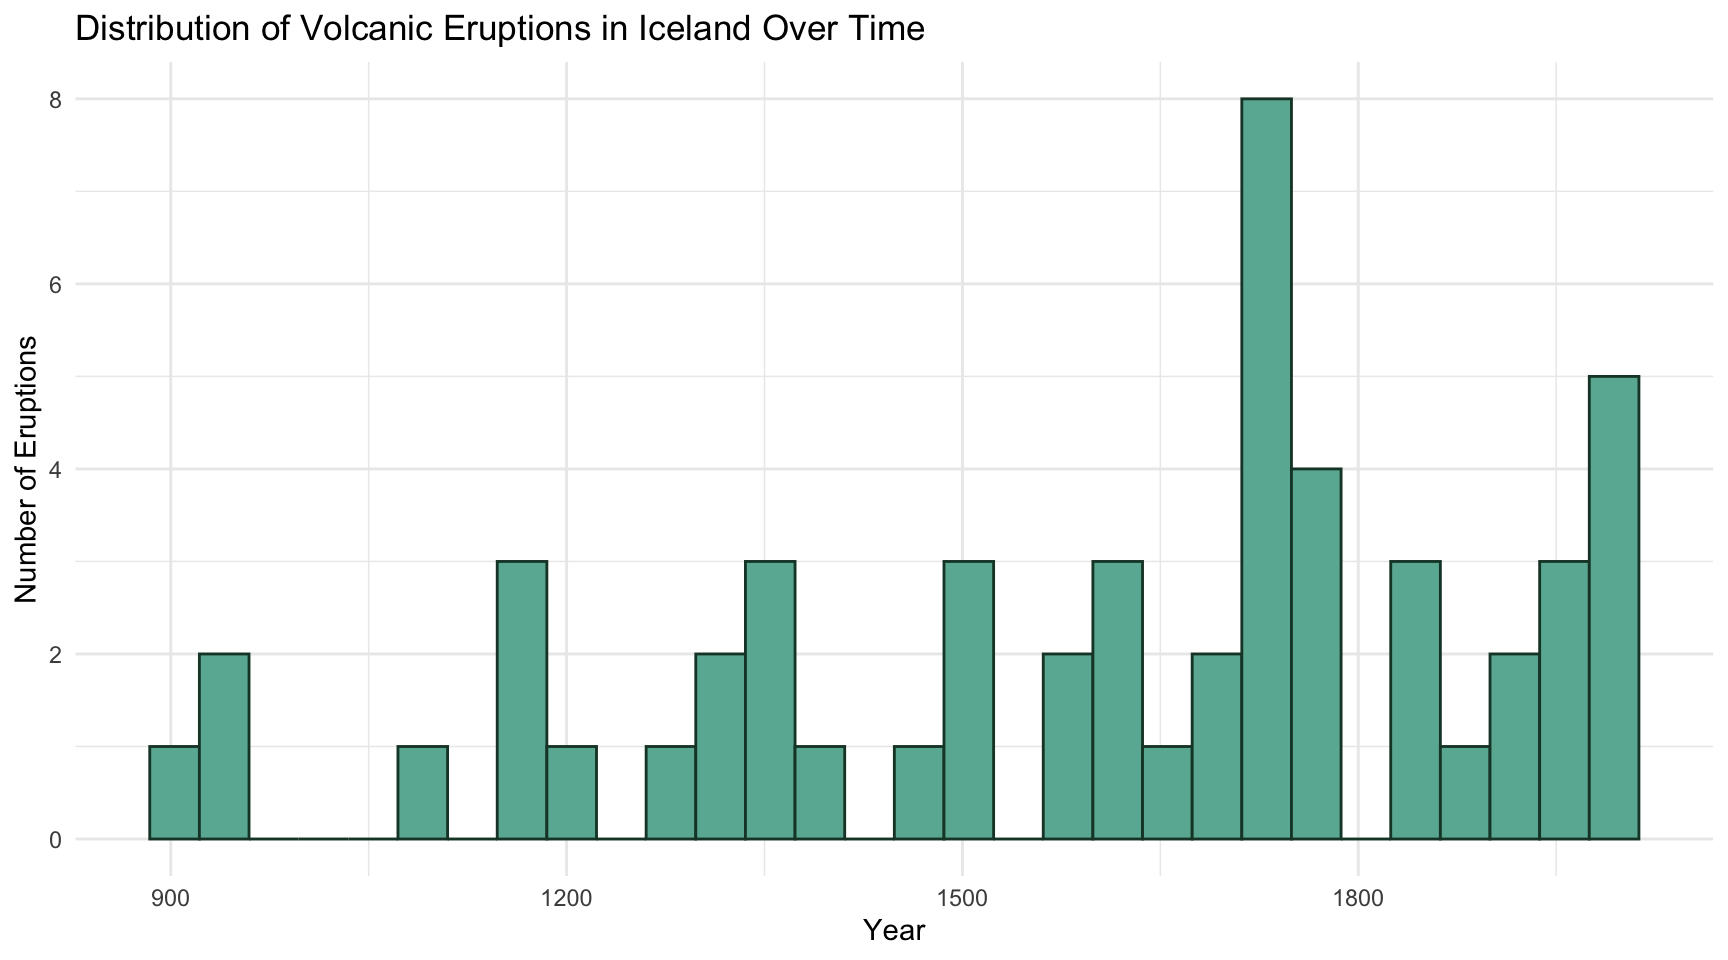 Distribution of Volcanic Eruptions in Iceland Over Time
Number of Eruptions
8
6
4
2
0
900 1200 1500 1800
Year